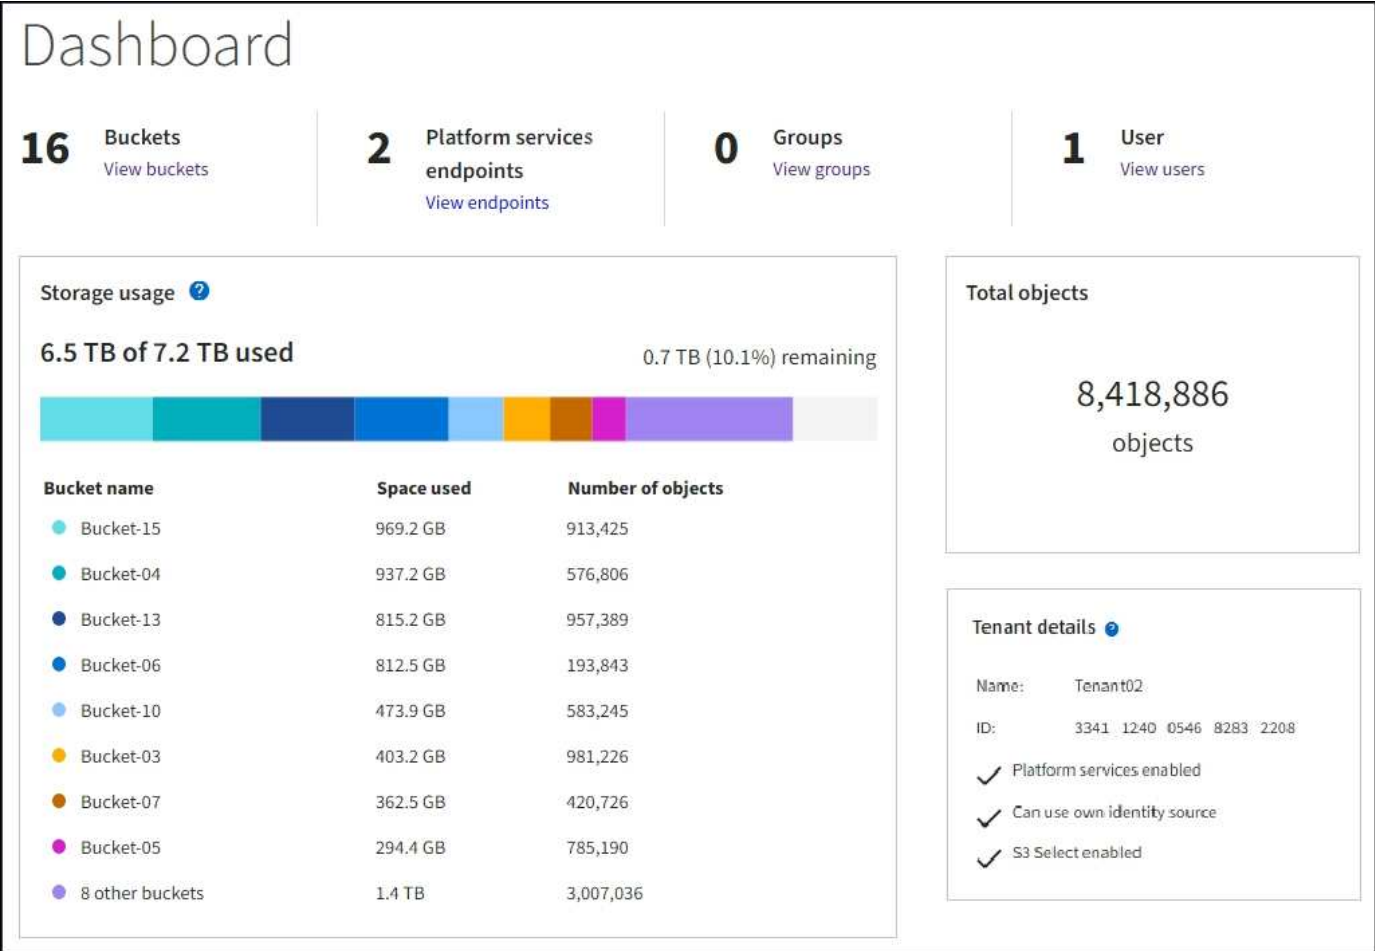 Dashboard
16 Buckets
View buckets
2 Platform services
endpoints
View endpoints
0 Groups
View groups
1 User
View users
Storage usage ?
6.5 TB of 7.2 TB used
0.7 TB (10.1%) remaining
Bucket name Space used Number of objects
Bucket-15 969.2 GB 913,425
Bucket-04 937.2 GB 576,806
Bucket-13 815.2 GB 957,389
Bucket-06 812.5 GB 193,843
Bucket-10 473.9 GB 583,245
Bucket-03 403.2 GB 981,226
Bucket-07 362.5 GB 420,726
Bucket-05 294.4 GB 785,190
8 other buckets 1.4 TB 3,007,036
Total objects
8,418,886
objects
Tenant details ?
Name: Tenant02
ID: 3341 1240 0546 8283 2208
Platform services enabled
Can use own identity source
S3 Select enabled